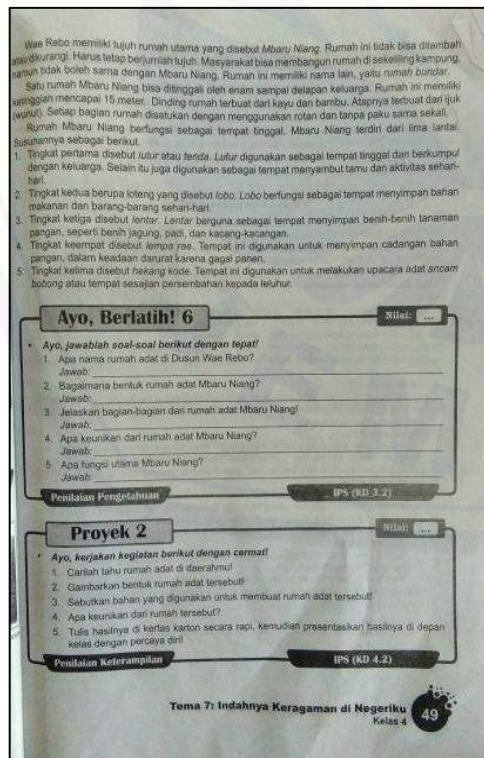 Wae Rebo memiliki tujuh rumah utama yang disebut Mbaru Niang. Rumah ini tidak bisa ditambah
atau dikurangi. Harus tetap berjumlah tujuh. Masyarakat bisa membangun rumah di sekeliling kampung,
namun tidak boleh sama dengan Mbaru Niang. Rumah ini memiliki nama lain, yaitu rumah bundar.
Satu rumah Mbaru Niang bisa ditinggali oleh enam sampai delapan keluarga. Rumah ini memiliki
ketinggian mencapai 15 meter. Dinding rumah terbuat dari kayu dan bambu. Atapnya terbuat dari ijuk
(wunut). Setiap bagian rumah disatukan dengan menggunakan rotan dan tanpa paku sama sekali.
Rumah Mbaru Niang berfungsi sebagai tempat tinggal. Mbaru Niang terdiri dari lima lantai.
Susunannya sebagai berikut.
1. Tingkat pertama disebut lutur atau tenda. Lutur digunakan sebagai tempat tinggal dan berkumpul
dengan keluarga. Selain itu juga digunakan sebagai tempat menyambut tamu dan aktivitas sehari-
hari.
2. Tingkat kedua berupa loteng yang disebut lobo. Lobo berfungsi sebagai tempat menyimpan bahan
makanan dan barang-barang sehari-hari.
3. Tingkat ketiga disebut lentar. Lentar berguna sebagai tempat menyimpan benih-benih tanaman
pangan, seperti benih jagung, padi, dan kacang-kacangan.
4. Tingkat keempat disebut lempa rae. Tempat ini digunakan untuk menyimpan cadangan bahan
pangan, dalam keadaan darurat karena gagal panen.
5. Tingkat kelima disebut hekang kode. Tempat ini digunakan untuk melakukan upacara adat
bobong atau tempat sesajian persembahan kepada leluhur.
Ayo, Berlatih! 6
Nilai: ...
• Ayo, jawablah soal-soal berikut dengan tepat!
1. Apa nama rumah adat di Dusun Wae Rebo?
Jawab:
2. Bagaimana bentuk rumah adat Mbaru Niang?
Jawab:
3. Jelaskan bagian-bagian dari rumah adat Mbaru Niang!
Jawab:
4. Apa keunikan dari rumah adat Mbaru Niang?
Jawab:
5. Apa fungsi utama Mbaru Niang?
Jawab:
Penilaian Pengetahuan
IPS (KD 3.2)
Proyek 2
Nilai: ...
• Ayo, kerjakan kegiatan berikut dengan cermat!
1. Carilah tahu rumah adat di daerahmu!
2. Gambarkan bentuk rumah adat tersebut!
3. Sebutkan bahan yang digunakan untuk membuat rumah adat tersebut!
4. Apa keunikan dari rumah tersebut?
5. Tulis hasilnya di kertas karton secara rapi, kemudian presentasikan hasilnya di depan
kelas dengan percaya diri!
Penilaian Keterampilan
IPS (KD 4.2)
Tema 7: Indahnya Keragaman di Negeriku
Kelas 4
49